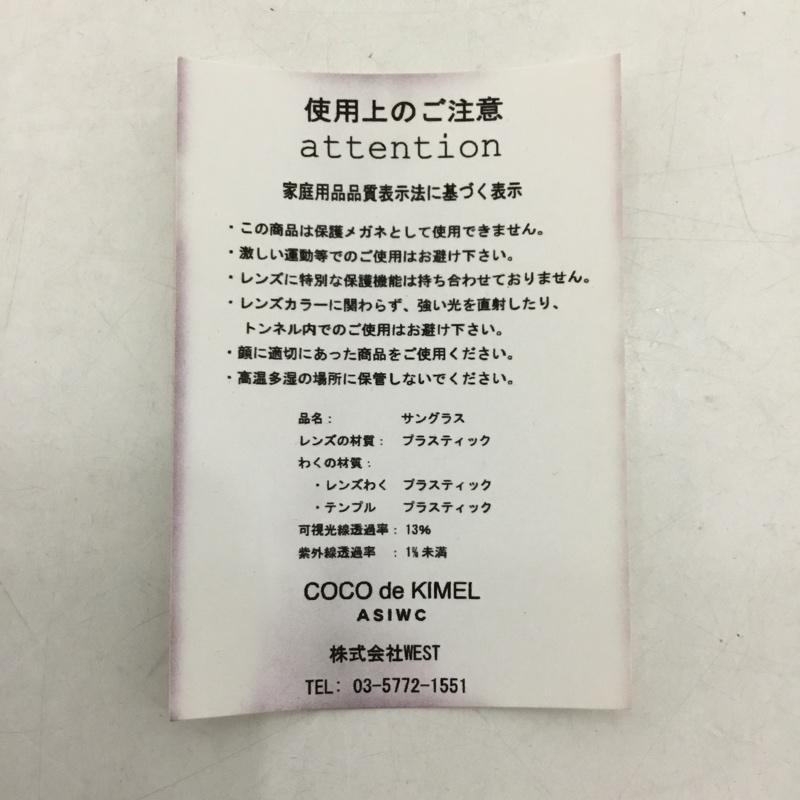 使用上のご注意
attention
家庭用品品質表示法に基づく表示
・この商品は保護メガネとして使用できません。
・激しい運動等でのご使用はお避け下さい。
・レンズに特別な保護機能は持ち合わせておりません。
・レンズカラーに関わらず、強い光を直射したり、
トンネル内でのご使用はお避け下さい。
・顔に適切にあった商品をご使用ください。
・高温多湿の場所に保管しないでください。
品名： サングラス
レンズの材質： プラスティック
わくの材質：
・レンズわく プラスティック
・テンプル プラスティック
可視光線透過率： 13%
紫外線透過率 ： 1%未満
COCO de KIMEL
ASIWC
株式会社WEST
TEL: 03-5772-1551